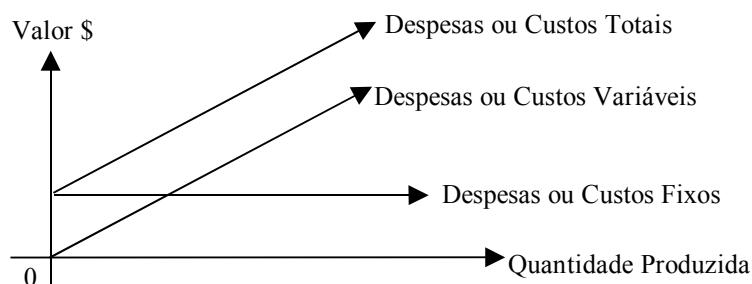 Valor $
Despesas ou Custos Totais
Despesas ou Custos Variáveis
Despesas ou Custos Fixos
0
Quantidade Produzida